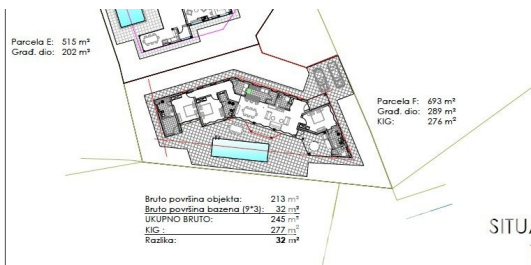 Parcela E: 515 m²
Građ. dio: 202 m²
Parcela F: 693 m²
Građ. dio: 289 m²
KIG: 276 m²
Bruto površina objekta: 213 m²
Bruto površina bazena (9*3): 32 m²
UKUPNO BRUTO: 245 m²
KIG : 277 m²
Razlika: 32 m²
SITU